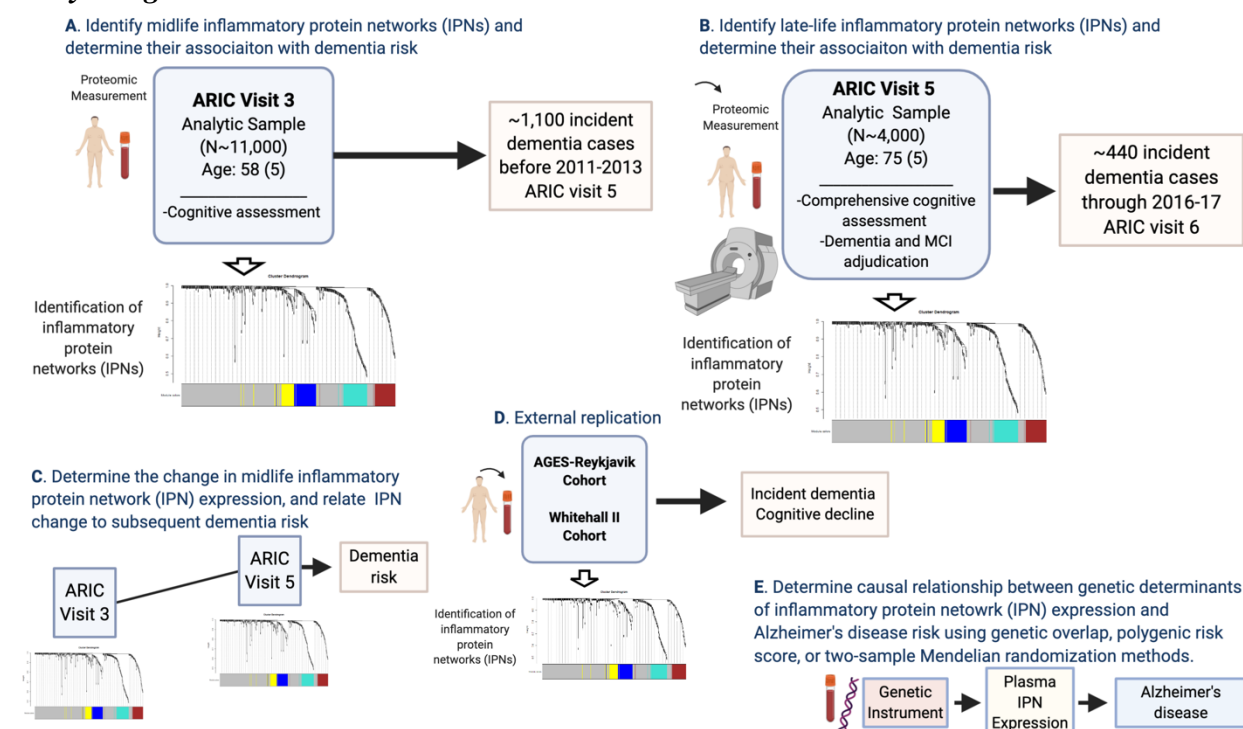 A. Identify midlife inflammatory protein networks (IPNs) and
determine their associaiton with dementia risk
Proteomic
Measurement
ARIC Visit 3
Analytic Sample
(N~11,000)
Age: 58 (5)
-Cognitive assessment
~1,100 incident
dementia cases
before 2011-2013
ARIC visit 5
Cluster Dendrogram
Identification of
inflammatory
protein
networks (IPNs)
B. Identify late-life inflammatory protein networks (IPNs) and
determine their associaiton with dementia risk
Proteomic
Measurement
ARIC Visit 5
Analytic Sample
(N~4,000)
Age: 75 (5)
-Comprehensive cognitive
assessment
-Dementia and MCI
adjudication
~440 incident
dementia cases
through 2016-17
ARIC visit 6
Cluster Dendrogram
Identification of
inflammatory
protein
networks (IPNs)
C. Determine the change in midlife inflammatory
protein network (IPN) expression, and relate IPN
change to subsequent dementia risk
ARIC
Visit 3
ARIC
Visit 5
Dementia
risk
D. External replication
AGES-Reykjavik
Cohort
Whitehall II
Cohort
Incident dementia
Cognitive decline
Identification of
inflammatory
protein
networks (IPNs)
E. Determine causal relationship between genetic determinants
of inflammatory protein netowrk (IPN) expression and
Alzheimer's disease risk using genetic overlap, polygenic risk
score, or two-sample Mendelian randomization methods.
Genetic
Instrument
Plasma
IPN
Expression
Alzheimer's
disease